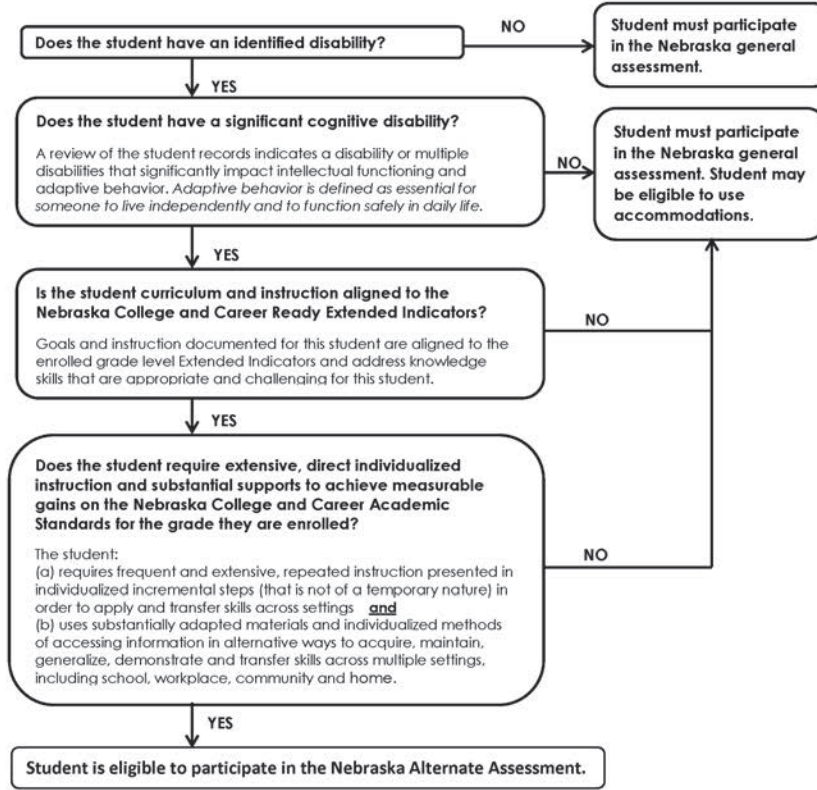 Does the student have an identified disability?
NO
Student must participate
in the Nebraska general
assessment.
YES
Does the student have a significant cognitive disability?
A review of the student records indicates a disability or multiple
disabilities that significantly impact intellectual functioning and
adaptive behavior. Adaptive behavior is defined as essential for
someone to live independently and to function safely in daily life.
NO
Student must participate
in the Nebraska general
assessment. Student may
be eligible to use
accommodations.
YES
Is the student curriculum and instruction aligned to the
Nebraska College and Career Ready Extended Indicators?
Goals and instruction documented for this student are aligned to the
enrolled grade level Extended Indicators and address knowledge
skills that are appropriate and challenging for this student.
NO
YES
Does the student require extensive, direct individualized
instruction and substantial supports to achieve measurable
gains on the Nebraska College and Career Academic
Standards for the grade they are enrolled?
The student:
(a) requires frequent and extensive, repeated instruction presented in
individualized incremental steps (that is not of a temporary nature) in
order to apply and transfer skills across settings and
(b) uses substantially adapted materials and individualized methods
of accessing information in alternative ways to acquire, maintain,
generalize, demonstrate and transfer skills across multiple settings,
including school, workplace, community and home.
NO
YES
Student is eligible to participate in the Nebraska Alternate Assessment.